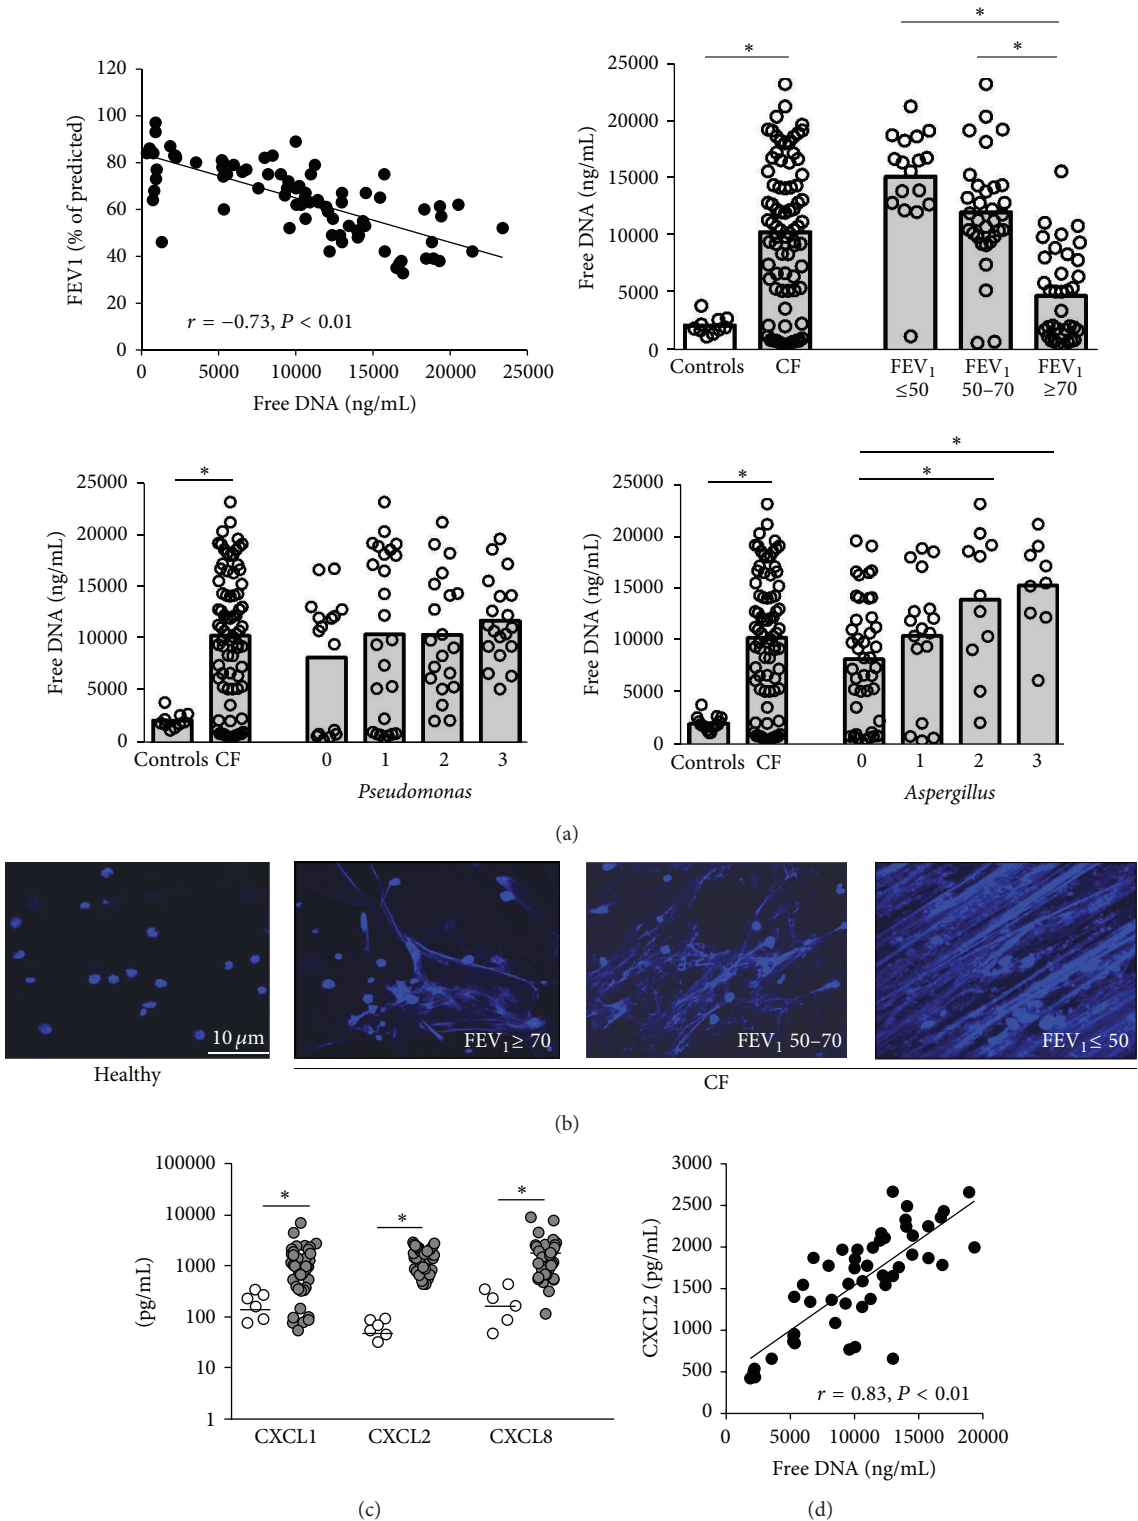 120
100
80
60
40
20
0
FEV1 (% of predicted)
r = −0.73, P < 0.01
0 5000 10000 15000 20000 25000
Free DNA (ng/mL)
* * *
25000
20000
15000
10000
5000
0
Free DNA (ng/mL)
Controls CF FEV1 ≤50 FEV1 50–70 FEV1 ≥70
*
25000
20000
15000
10000
5000
0
Free DNA (ng/mL)
Controls CF 0 1 2 3
Pseudomonas
* * *
25000
20000
15000
10000
5000
0
Free DNA (ng/mL)
Controls CF 0 1 2 3
Aspergillus
(a)
10 μm
FEV1 ≥ 70
FEV1 50–70
FEV1 ≤ 50
Healthy
CF
(b)
100000
10000
1000
100
10
1
(pg/mL)
* * *
CXCL1 CXCL2 CXCL8
(c)
3000
2500
2000
1500
1000
500
0
CXCL2 (pg/mL)
r = 0.83, P < 0.01
0 5000 10000 15000 20000
Free DNA (ng/mL)
(d)